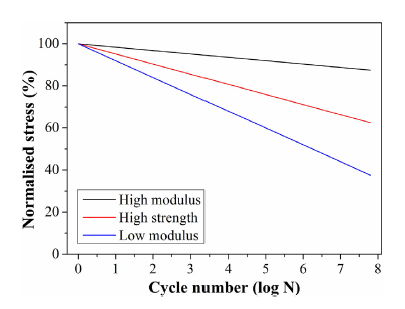 100
80
60
40
20
0
Normalised stress (%)
High modulus
High strength
Low modulus
0 1 2 3 4 5 6 7 8
Cycle number (log N)